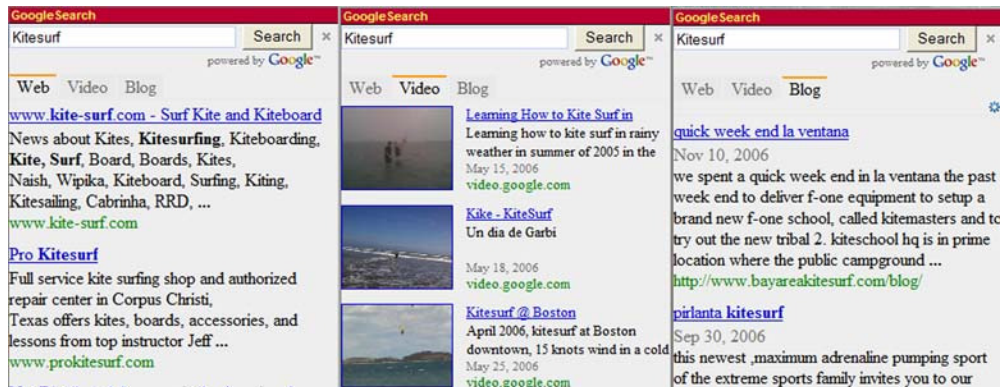 GoogleSearch
Kitesurf
Search
×
powered by Google™
Web Video Blog
www.kite-surf.com - Surf Kite and Kiteboard
News about Kites, Kitesurfing, Kiteboarding,
Kite, Surf, Board, Boards, Kites,
Naish, Wipika, Kiteboard, Surfing, Kiting,
Kitesailing, Cabrinha, RRD, ...
www.kite-surf.com
Pro Kitesurf
Full service kite surfing shop and authorized
repair center in Corpus Christi,
Texas offers kites, boards, accessories, and
lessons from top instructor Jeff ...
www.prokitesurf.com
GoogleSearch
Kitesurf
Search
×
powered by Google™
Web Video Blog
Learning How to Kite Surf in
Learning how to kite surf in rainy
weather in summer of 2005 in the
May 15, 2006
video.google.com
Kike - KiteSurf
Un dia de Garbi
May 18, 2006
video.google.com
Kitesurf @ Boston
April 2006, kitesurf at Boston
downtown, 15 knots wind in a cold
May 25, 2006
video.google.com
GoogleSearch
Kitesurf
Search
×
powered by Google™
Web Video Blog
quick week end la ventana
Nov 10, 2006
we spent a quick week end in la ventana the past
week end to deliver f-one equipment to setup a
brand new f-one school, called kitemasters and to
try out the new tribal 2. kiteschool hq is in prime
location where the public campground ...
http://www.bayareakitesurf.com/blog/
pirlanta kitesurf
Sep 30, 2006
this newest ,maximum adrenaline pumping sport
of the extreme sports family invites you to our